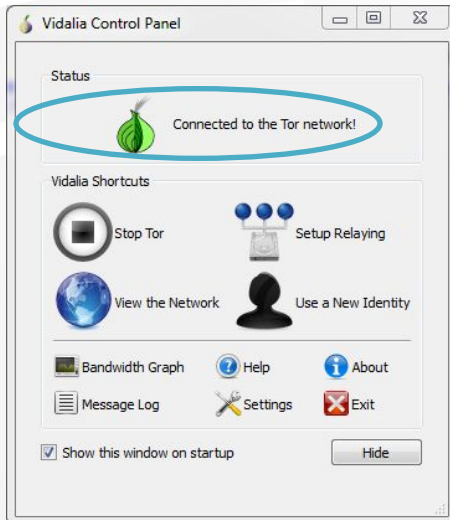 Vidalia Control Panel
Status
Connected to the Tor network!
Vidalia Shortcuts
Stop Tor
Setup Relaying
View the Network
Use a New Identity
Bandwidth Graph
Help
About
Message Log
Settings
Exit
Show this window on startup
Hide